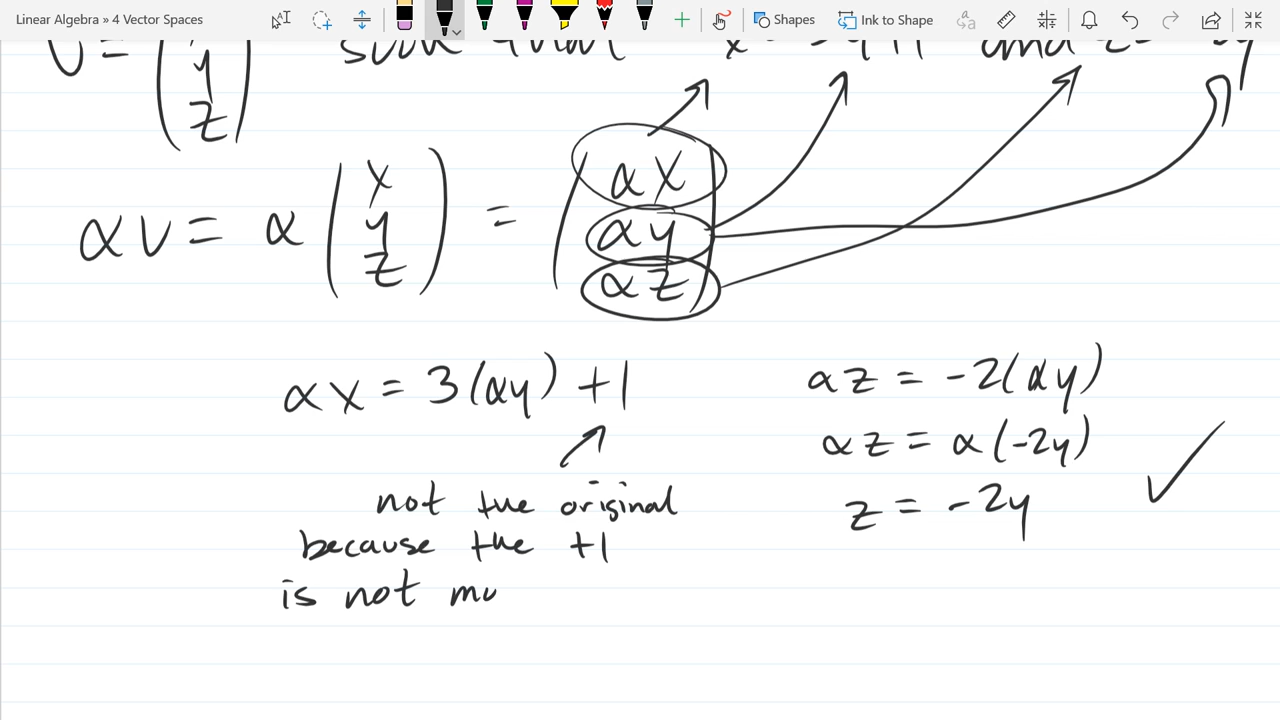 Linear Algebra » 4 Vector Spaces
Shapes
Ink to Shape
y
z
αv = α ( x y z ) = ( αx αy αz )
αx = 3(αy) +1
αz = -2(αy)
αz = α(-2y)
z = -2y
not the original
because the +1
is not